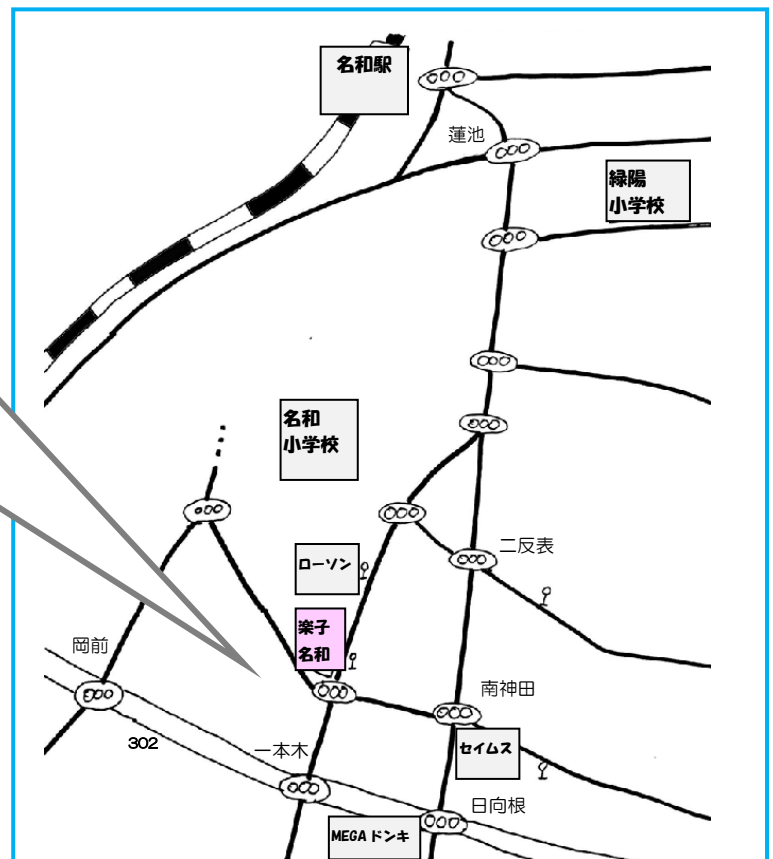 名和駅
蓮池
緑陽
小学校
名和
小学校
二反表
ローソン
楽子
名和
岡前
南神田
302
一本木
セイムス
日向根
MEGAドンキ